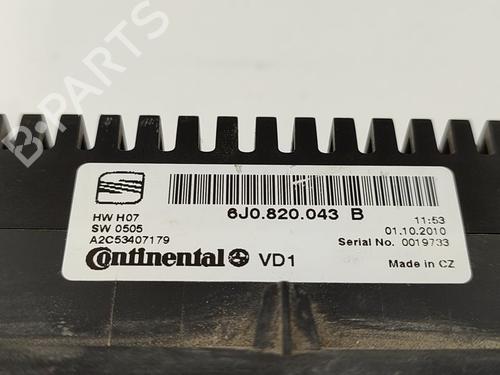 B-PARTS
6J0.820.043 B
HW H07
SW 0505
A2C53407179
11:53
01.10.2010
Serial No. 0019733
Continental VD1
Made in CZ